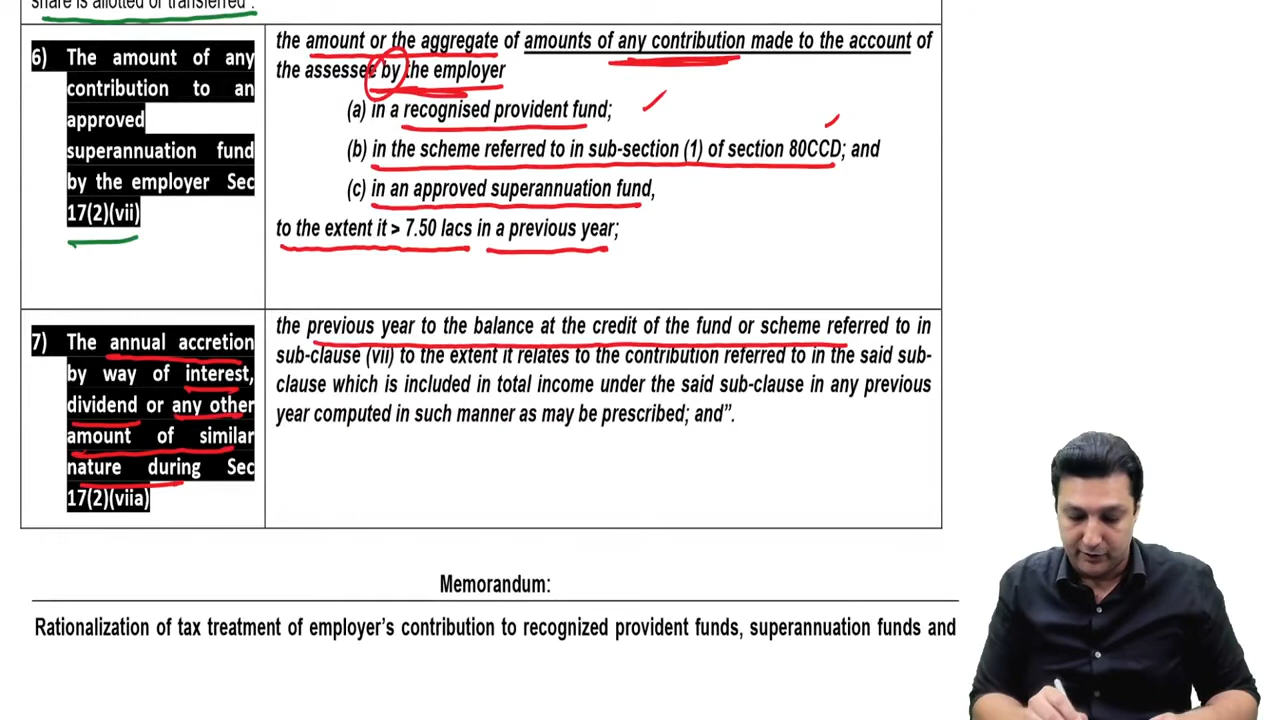 share is allotted or transferred .
6) The amount of any
contribution to an
approved
superannuation fund
by the employer Sec
17(2)(vii)
the amount or the aggregate of amounts of any contribution made to the account of
the assessee by the employer
(a) in a recognised provident fund;
(b) in the scheme referred to in sub-section (1) of section 80CCD; and
(c) in an approved superannuation fund,
to the extent it > 7.50 lacs in a previous year;
7) The annual accretion
by way of interest,
dividend or any other
amount of similar
nature during Sec
17(2)(viia)
the previous year to the balance at the credit of the fund or scheme referred to in
sub-clause (vii) to the extent it relates to the contribution referred to in the said sub-
clause which is included in total income under the said sub-clause in any previous
year computed in such manner as may be prescribed; and”.
Memorandum:
Rationalization of tax treatment of employer’s contribution to recognized provident funds, superannuation funds and